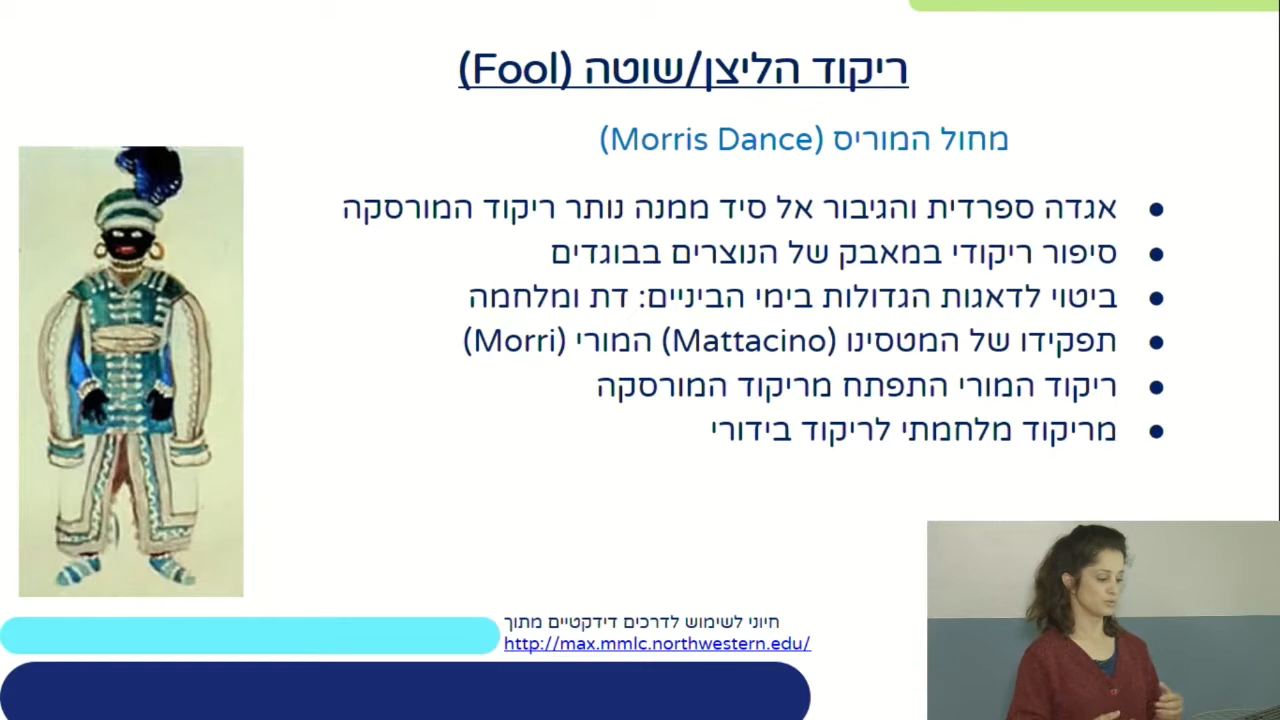 ריקוד הליצן/שוטה (Fool)
מחול המוריס (Morris Dance)
● אגדה ספרדית והגיבור אל סיד ממנה נותר ריקוד המורסקה
● סיפור ריקודי במאבק של הנוצרים בבוגדים
● ביטוי לדאגות הגדולות בימי הביניים: דת ומלחמה
● תפקידו של המטסינו (Mattacino) המורי (Morri)
● ריקוד המורי התפתח מריקוד המורסקה
● מריקוד מלחמתי לריקוד בידורי
חיוני לשימוש לדרכים דידקטיים מתוך
http://max.mmlc.northwestern.edu/